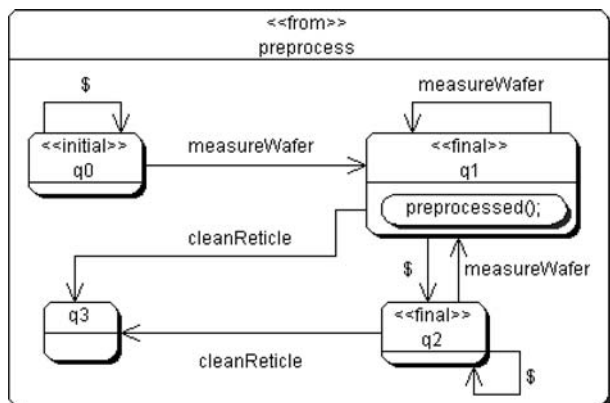 <<from>>
preprocess
$
measureWafer
<<initial>>
q0
measureWafer
<<final>>
q1
preprocessed();
cleanReticle
$
measureWafer
q3
<<final>>
q2
cleanReticle
$